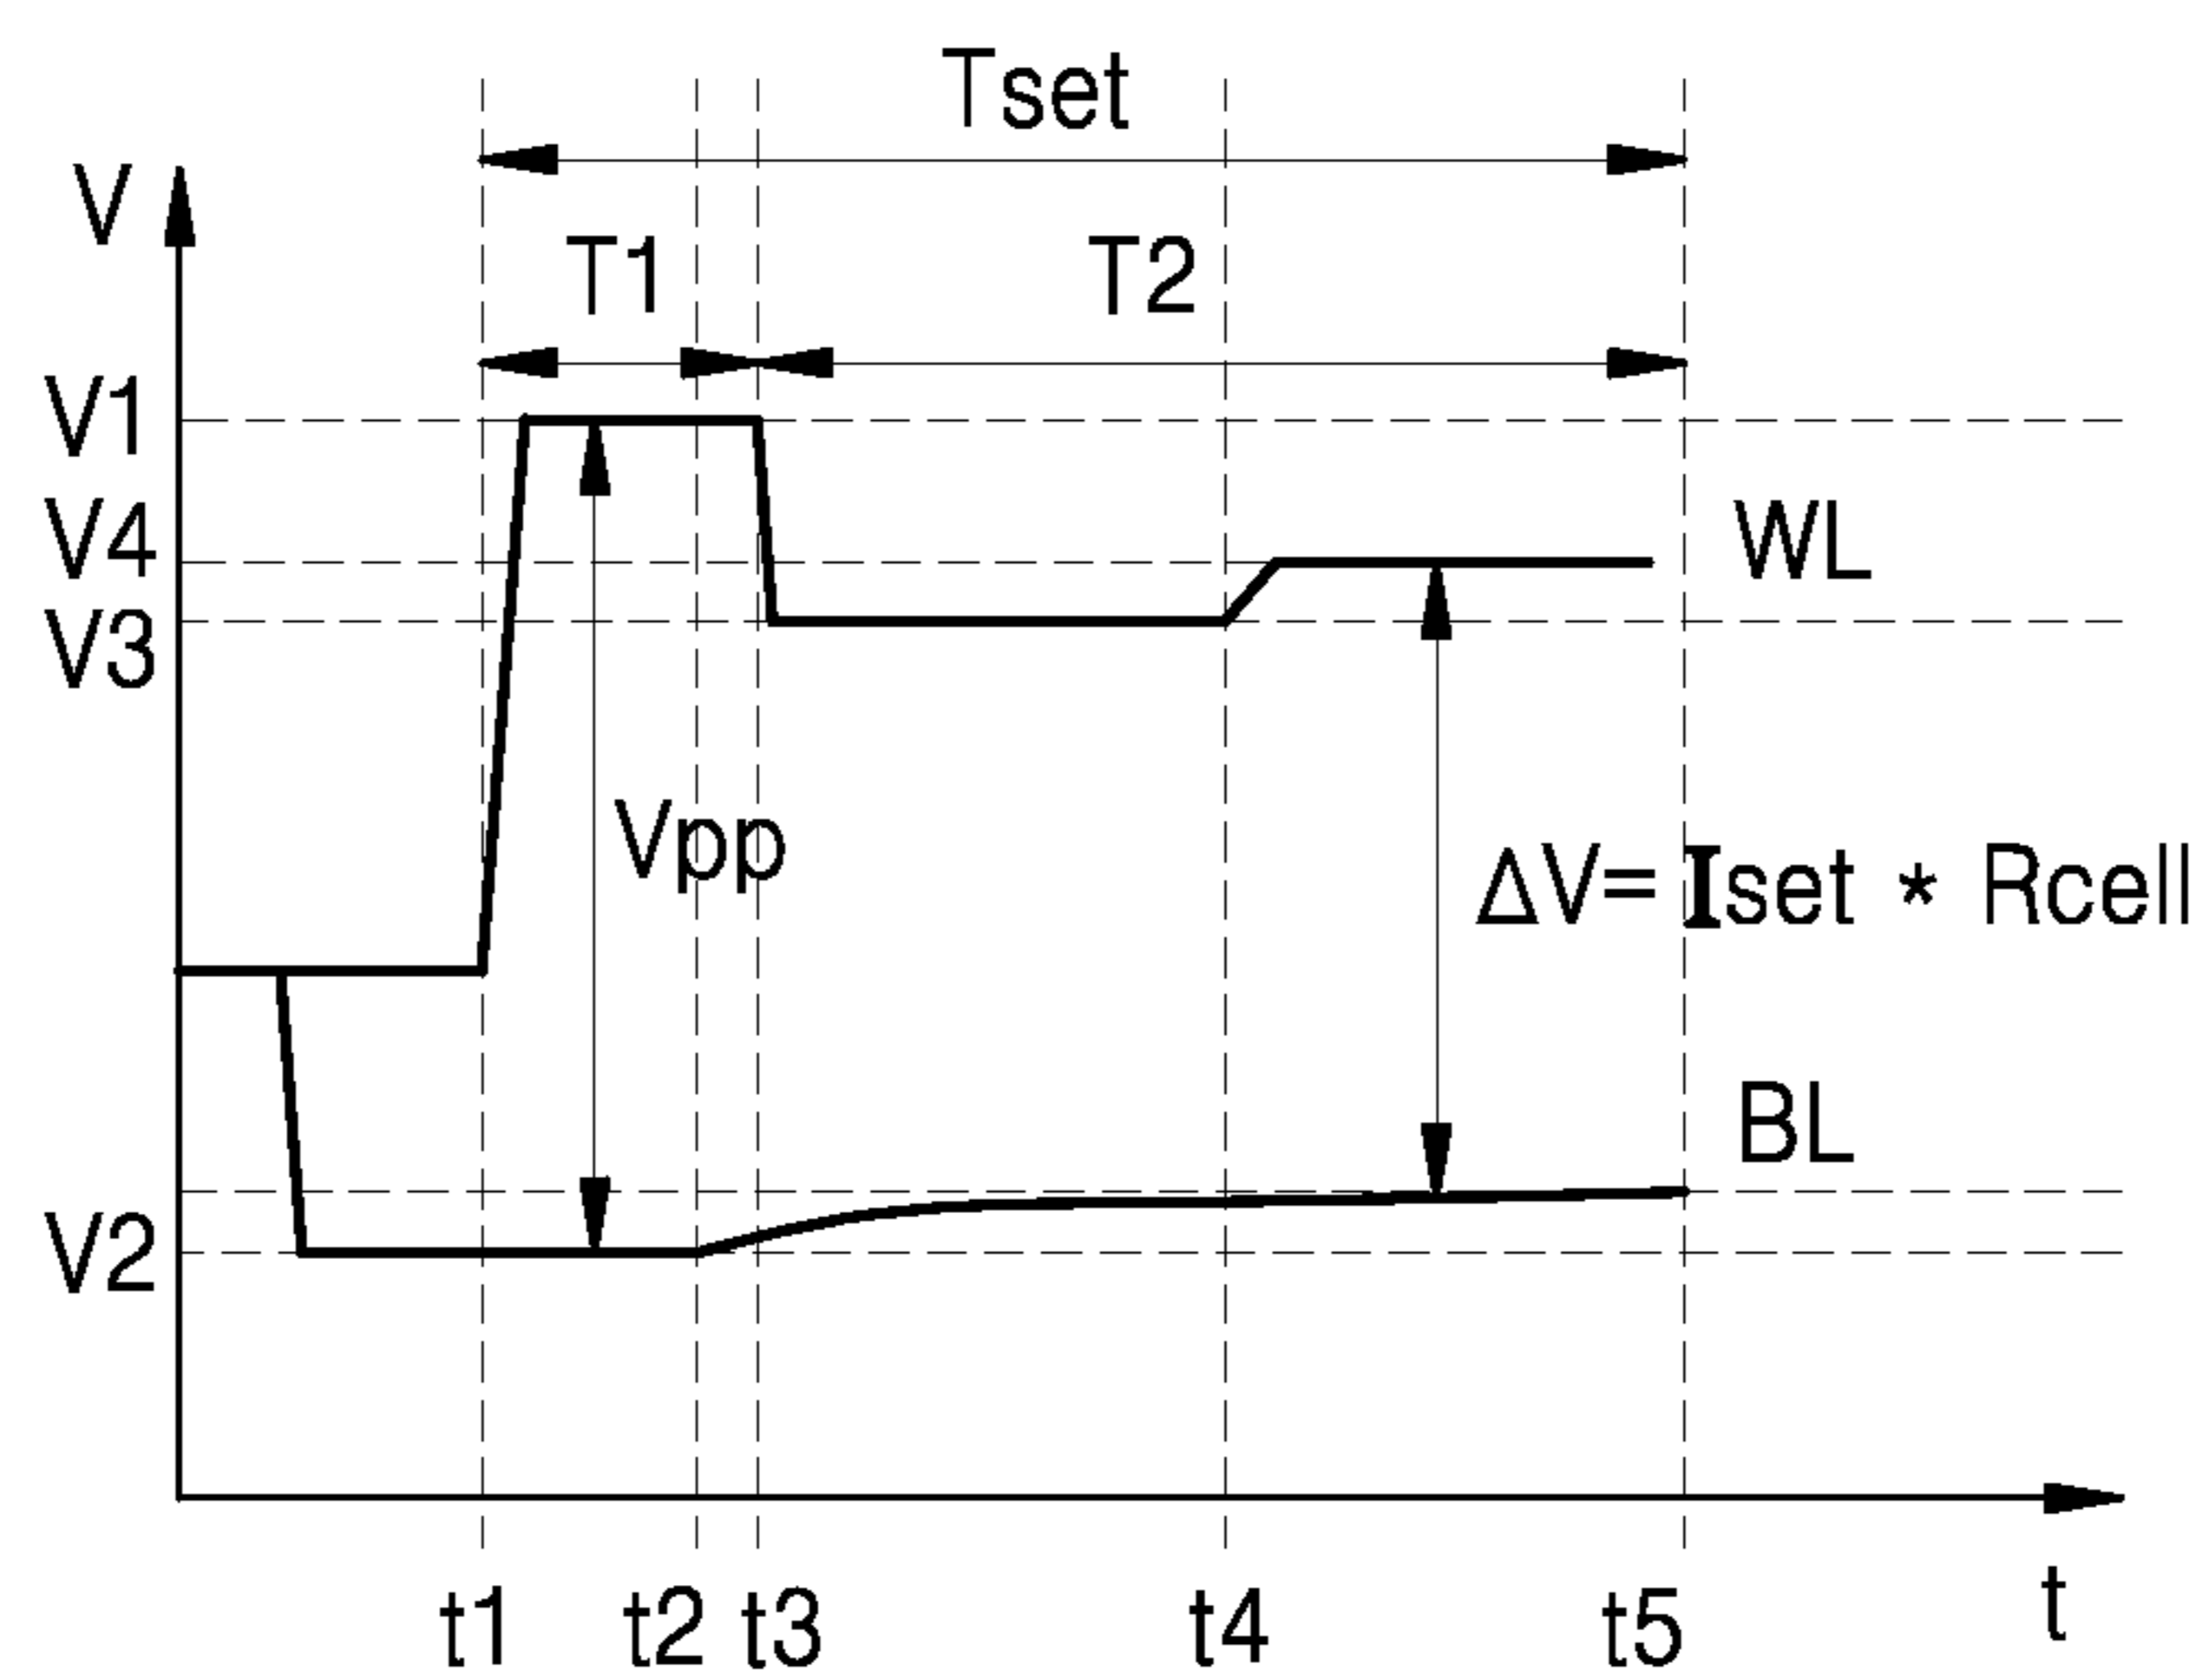 Tset
V
T1 T2
V1
V4
WL
V3
Vpp
ΔV= Iset * Rcell
BL
V2
t1 t2 t3 t4 t5 t